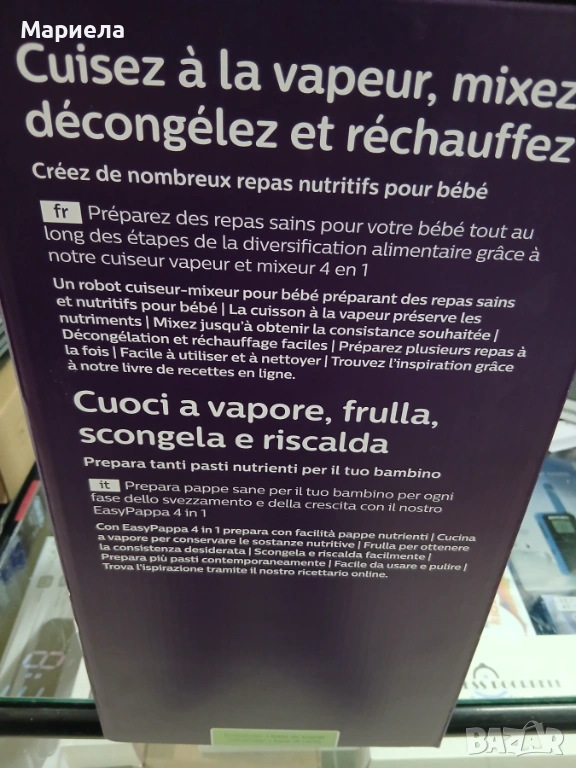 Мариела
Cuisez à la vapeur, mixez
décongélez et réchauffez
Créez de nombreux repas nutritifs pour bébé
fr Préparez des repas sains pour votre bébé tout au
long des étapes de la diversification alimentaire grâce à
notre cuiseur vapeur et mixeur 4 en 1
Un robot cuiseur-mixeur pour bébé préparant des repas sains
et nutritifs pour bébé | La cuisson à la vapeur préserve les
nutriments | Mixez jusqu'à obtenir la consistance souhaitée |
Décongélation et réchauffage faciles | Préparez plusieurs repas à
la fois | Facile à utiliser et à nettoyer | Trouvez l'inspiration grâce
à notre livre de recettes en ligne.
Cuoci a vapore, frulla,
scongela e riscalda
Prepara tanti pasti nutrienti per il tuo bambino
it Prepara pappe sane per il tuo bambino per ogni
fase dello svezzamento e della crescita con il nostro
EasyPappa 4 in 1
Con EasyPappa 4 in 1 prepara con facilità pappe nutrienti | Cucina
a vapore per conservare le sostanze nutritive | Frulla per ottenere
la consistenza desiderata | Scongela e riscalda facilmente |
Prepara più pasti contemporaneamente | Facile da usare e pulire |
Trova l'ispirazione tramite il nostro ricettario online.
BAZAR.bg